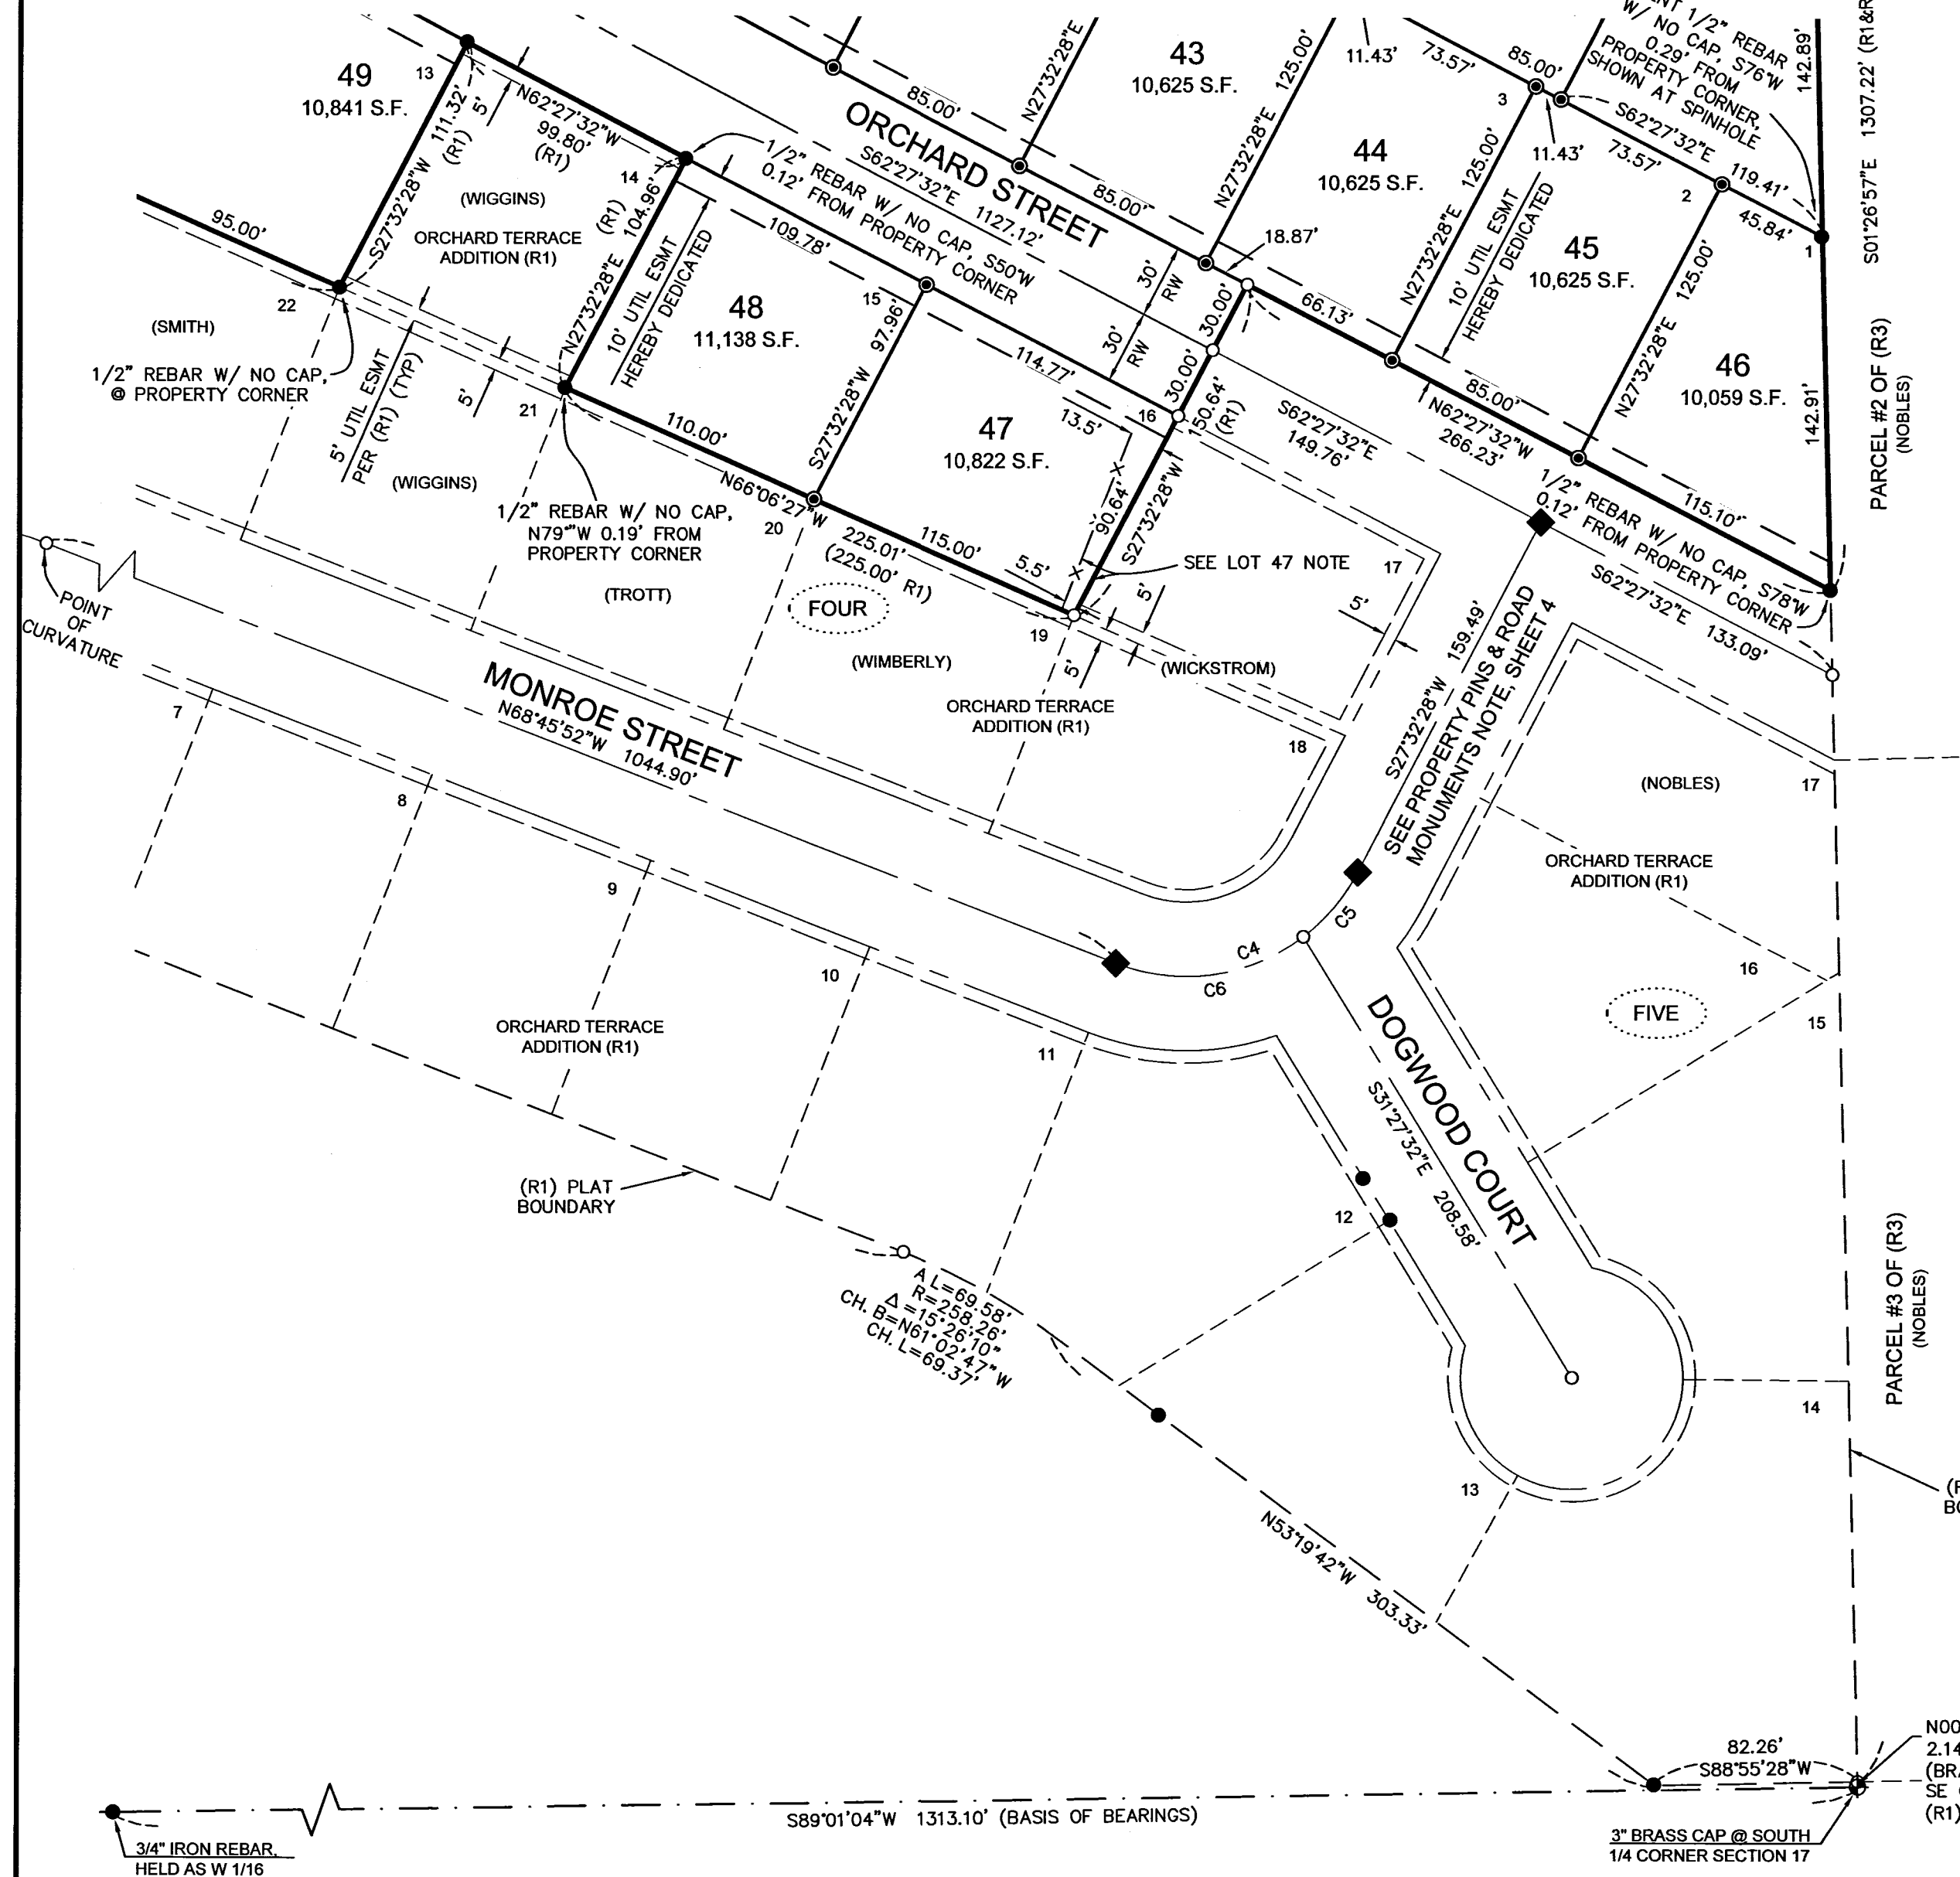 49
10,841 S.F.
13
111.32'
(R1)
S27°32'28"W
5'
N62°27'32"W
99.80'
(R1)
14
(WIGGINS)
ORCHARD TERRACE
ADDITION (R1)
95.00'
22
(SMITH)
1/2" REBAR W/ NO CAP,
@ PROPERTY CORNER
5' UTIL ESMT
PER (R1) (TYP)
5'
21
(WIGGINS)
N27°32'28"E
104.96'
(R1)
10' UTIL ESMT
HEREBY DEDICATED
48
11,138 S.F.
109.78'
1/2" REBAR W/ NO CAP, S50°W
0.12' FROM PROPERTY CORNER
ORCHARD STREET
S62°27'32"E 1127.12'
85.00'
85.00'
N27°32'28"E
43
10,625 S.F.
125.00'
N27°32'28"E
11.43'
73.57'
85.00'
3
44
10,625 S.F.
125.00'
N27°32'28"E
11.43'
S62°27'32"E
73.57'
119.41'
2
45.84'
1
W/ NO CAP, S76°W
0.29' FROM
PROPERTY CORNER,
SHOWN AT SPINHOLE
142.89'
1307.22'
S01°26'57"E
10' UTIL ESMT
HEREBY DEDICATED
45
10,625 S.F.
125.00'
N27°32'28"E
46
10,059 S.F.
142.91'
PARCEL #2 OF (R3)
(NOBLES)
18.87'
30'
RW
30'
RW
30.00'
30.00'
66.13'
85.00'
N62°27'32"W
266.23'
115.10'
1/2" REBAR W/ NO CAP, S78°W
0.12' FROM PROPERTY CORNER
15
97.96'
S27°32'28"W
110.00'
114.77'
16
150.64'
(R1)
13.5'
47
10,822 S.F.
90.64'
S27°32'28"W
S62°27'32"E
149.76'
S62°27'32"E 133.09'
N66°06'27"W
20
225.01'
(225.00' R1)
115.00'
5.5'
SEE LOT 47 NOTE
17
5'
19
5'
5'
18
1/2" REBAR W/ NO CAP,
N79°"W 0.19' FROM
PROPERTY CORNER
(TROTT)
FOUR
(WIMBERLY)
(WICKSTROM)
ORCHARD TERRACE
ADDITION (R1)
S27°32'28"W 159.49'
SEE PROPERTY PINS & ROAD
MONUMENTS NOTE, SHEET 4
POINT
OF
CURVATURE
MONROE STREET
N68°45'52"W 1044.90'
7
8
9
10
11
ORCHARD TERRACE
ADDITION (R1)
(NOBLES)
17
ORCHARD TERRACE
ADDITION (R1)
16
FIVE
15
C5
C4
C6
DOGWOOD COURT
S31°27'32"E 208.58'
12
(R1) PLAT
BOUNDARY
A L=69.58'
R=258.26'
Δ =15°26'10"
CH. B=N61°02'47"W
CH. L=69.37'
PARCEL #3 OF (R3)
(NOBLES)
14
13
N53°19'42"W 303.33'
82.26'
S88°55'28"W
S89°01'04"W 1313.10' (BASIS OF BEARINGS)
3/4" IRON REBAR,
HELD AS W 1/16
3" BRASS CAP @ SOUTH
1/4 CORNER SECTION 17
SE
(R1)